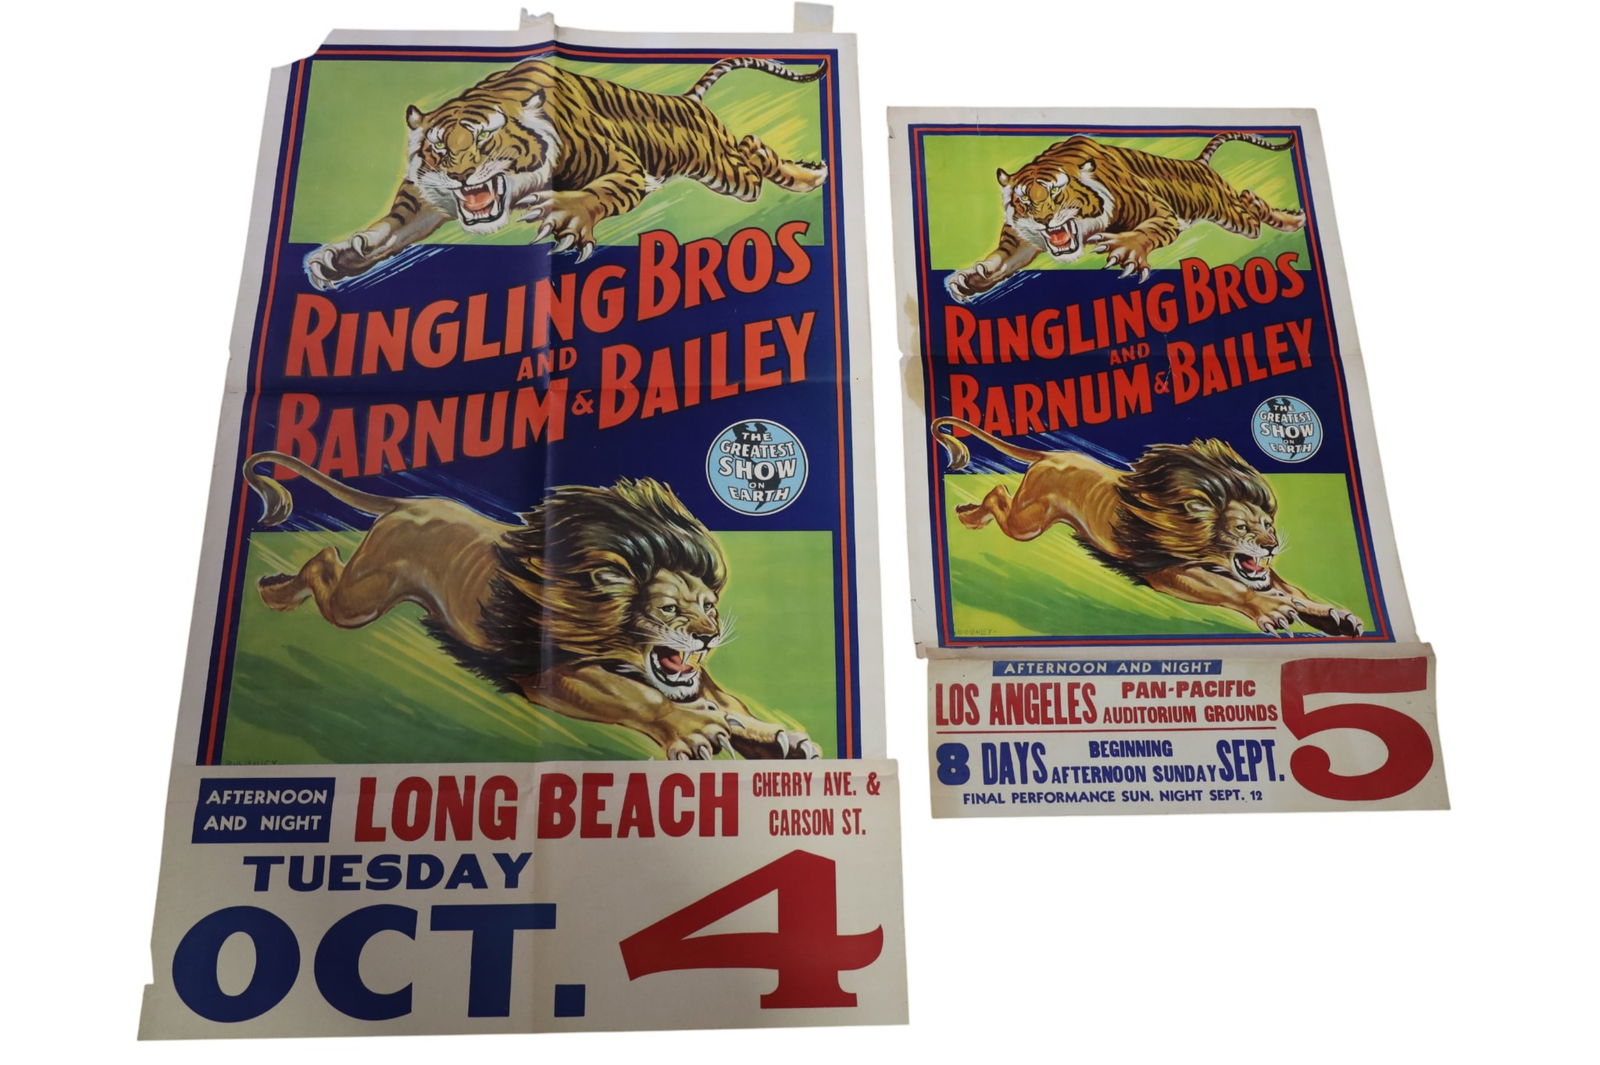 RINGLING BROS
AND
BARNUM & BAILEY
THE
GREATEST
SHOW
ON
EARTH
AFTERNOON
AND NIGHT
LONG BEACH
CHERRY AVE. &
CARSON ST.
TUESDAY
OCT. 4
RINGLING BROS
AND
BARNUM & BAILEY
THE
GREATEST
SHOW
ON
EARTH
AFTERNOON AND NIGHT
LOS ANGELES
PAN-PACIFIC
AUDITORIUM GROUNDS
8 DAYS
BEGINNING
AFTERNOON SUNDAY
SEPT. 5
FINAL PERFORMANCE SUN. NIGHT SEPT. 12